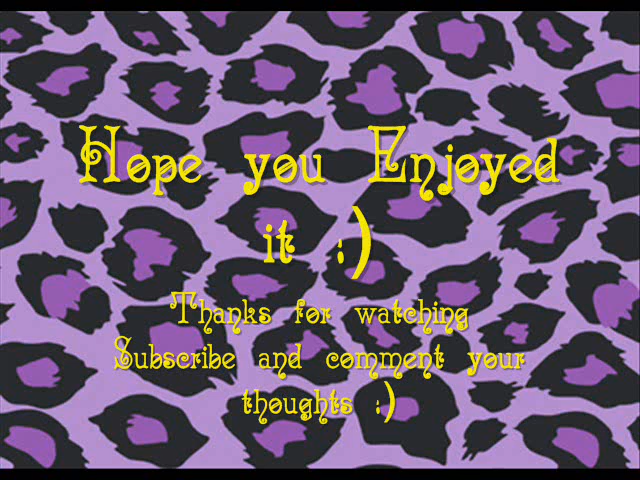 Hope you Enjoyed
it :)
Thanks for watching
Subscribe and comment your
thoughts :)